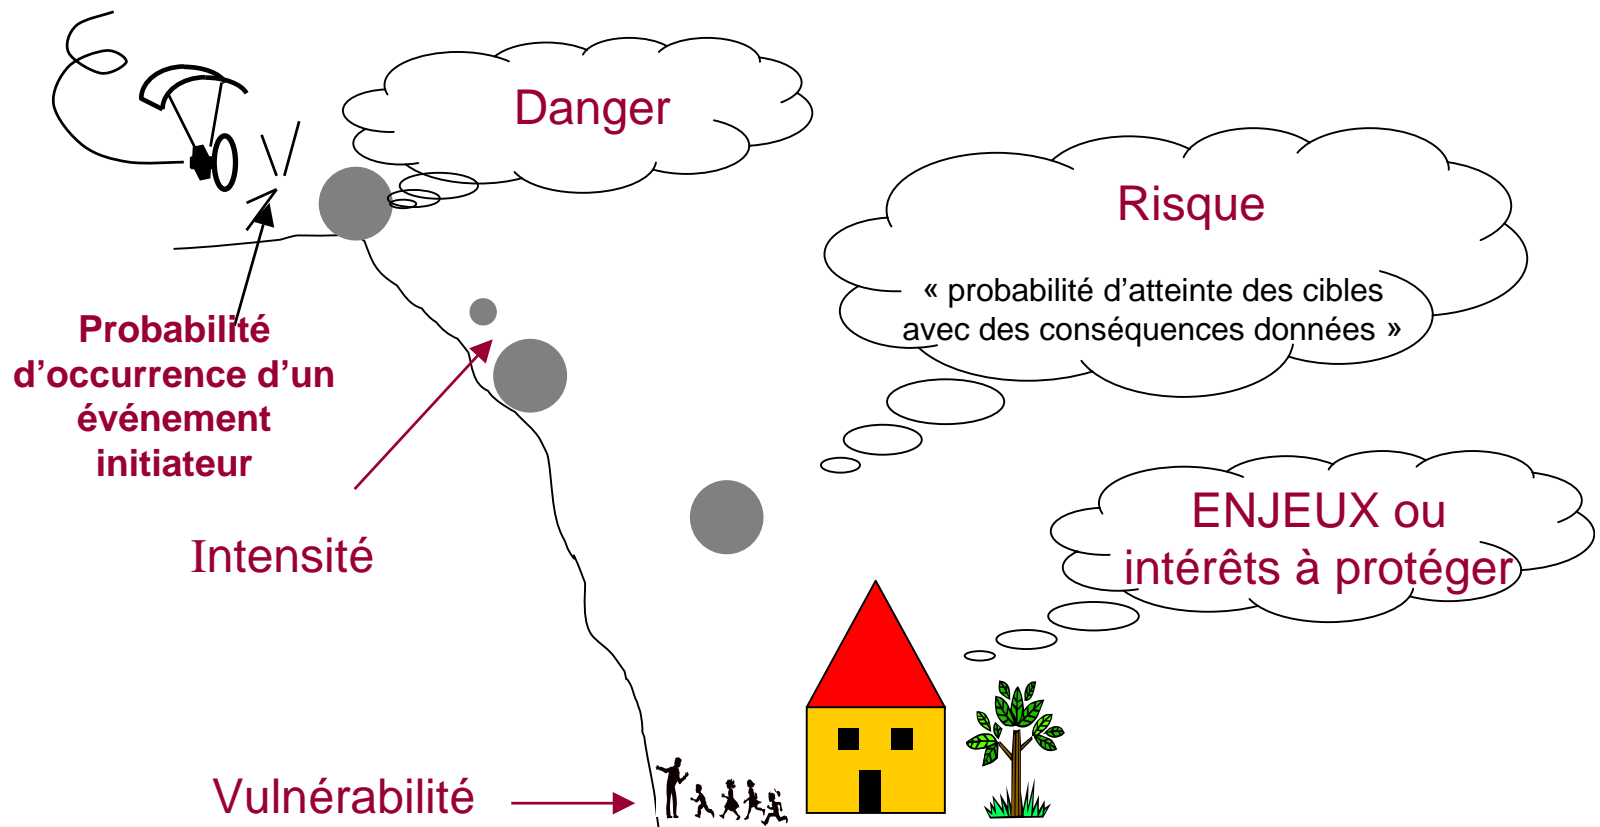 Danger
Risque
« probabilité d'atteinte des cibles
avec des conséquences données »
Probabilité
d'occurrence d'un
événement
initiateur
Intensité
ENJEUX ou
intérêts à protéger
Vulnérabilité